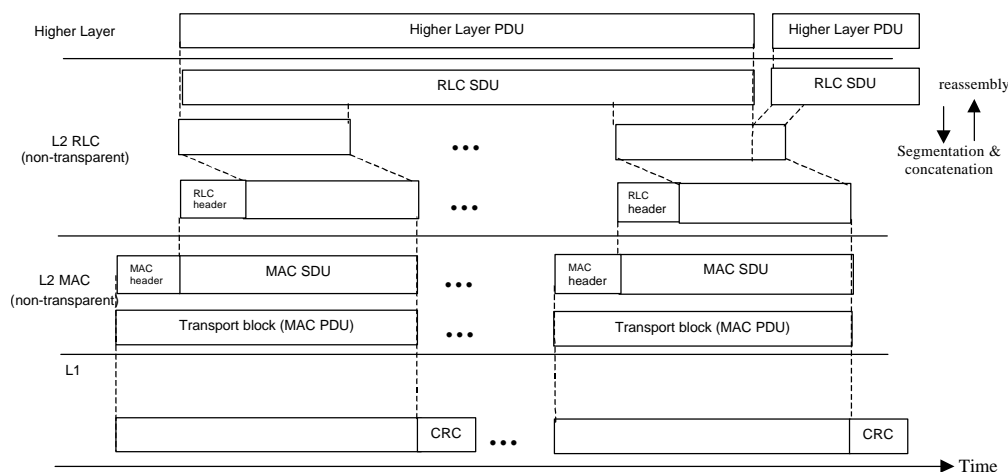 Higher Layer
Higher Layer PDU
Higher Layer PDU
RLC SDU
RLC SDU
reassembly
L2 RLC
(non-transparent)
•••
Segmentation &
concatenation
RLC
header
•••
RLC
header
L2 MAC
(non-transparent)
MAC
header
MAC SDU
•••
MAC
header
MAC SDU
Transport block (MAC PDU)
•••
Transport block (MAC PDU)
L1
CRC
•••
CRC
Time